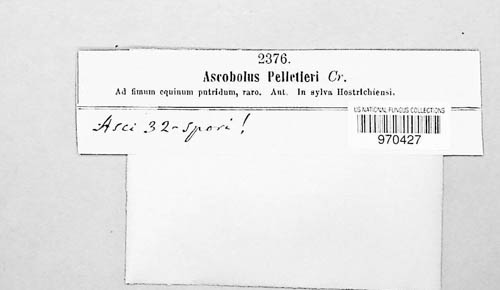 2376.
Ascobolus Pelletieri Cr.
Ad fimum equinum putridum, raro. Aut. In sylva Hostrichiensi.
US NATIONAL FUNGUS COLLECTIONS
970427
Asci 32-spori!